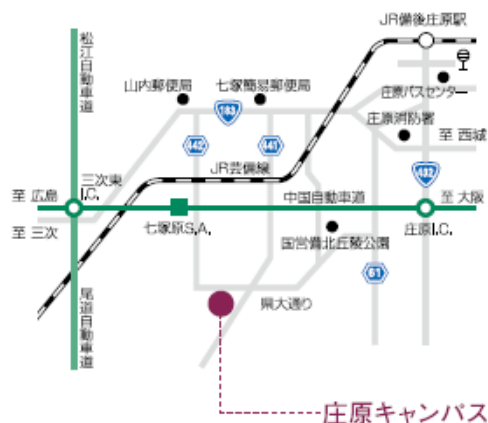 JR備後庄原駅
松江自動車道
山内郵便局
七塚簡易郵便局
庄原バスセンター
183
庄原消防署
至 西城
442
441
JR芸備線
432
三次東
I.C.
至 広島
中国自動車道
至 大阪
至 三次
七塚原S.A.
庄原I.C.
国営備北丘陵公園
61
尾道自動車道
県大通り
庄原キャンパス